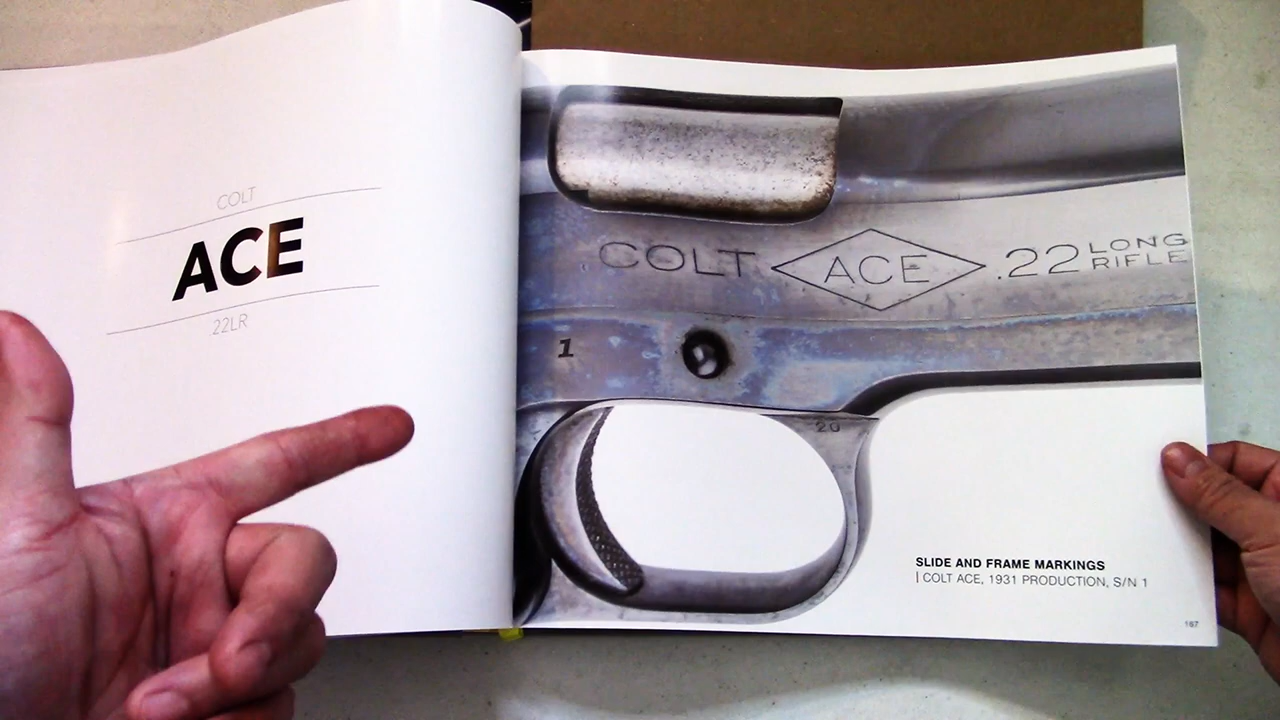 COLT
ACE
22LR
COLT ACE .22 LONG RIFLE
1
20
SLIDE AND FRAME MARKINGS
| COLT ACE, 1931 PRODUCTION, S/N 1
167